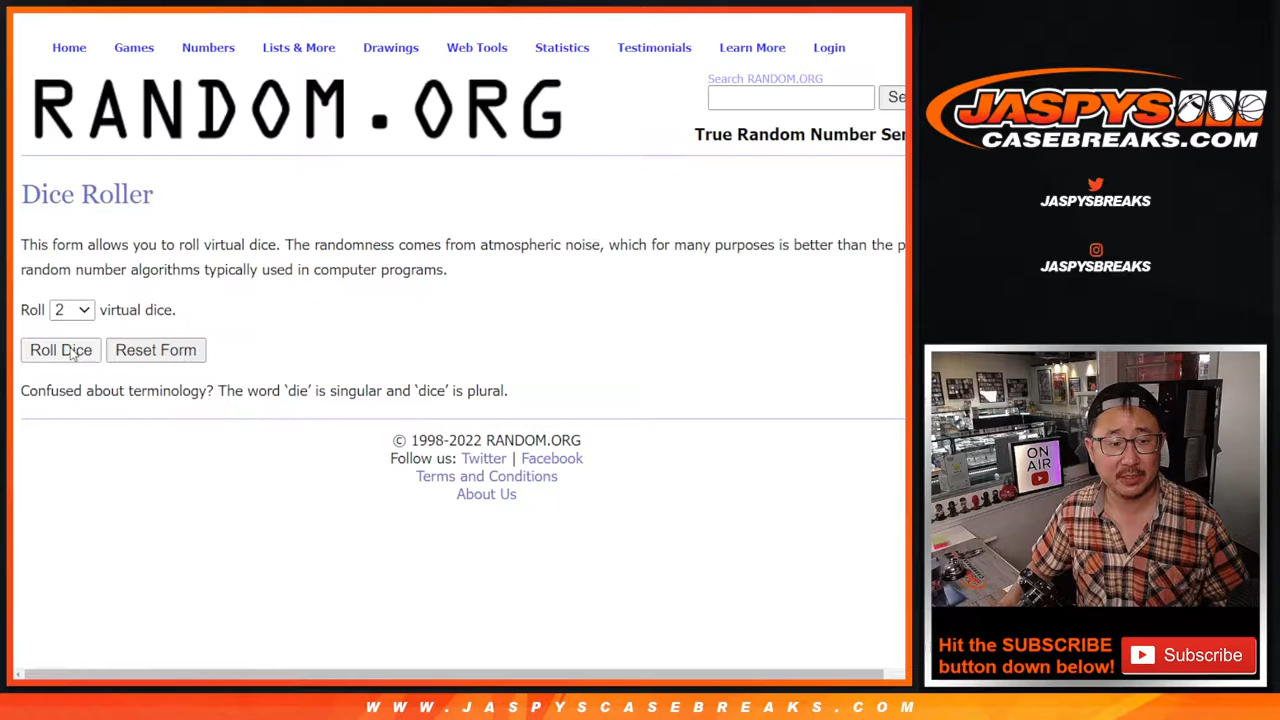 Home Games Numbers Lists & More Drawings Web Tools Statistics Testimonials Learn More Login
RANDOM.ORG
Search RANDOM.ORG
Se
True Random Number Ser
Dice Roller
This form allows you to roll virtual dice. The randomness comes from atmospheric noise, which for many purposes is better than the p
random number algorithms typically used in computer programs.
Roll 2 virtual dice.
Roll Dice Reset Form
Confused about terminology? The word ‘die’ is singular and ‘dice’ is plural.
© 1998-2022 RANDOM.ORG
Follow us: Twitter | Facebook
Terms and Conditions
About Us
JASPYS
CASEBREAKS.COM
JASPYSBREAKS
JASPYSBREAKS
ON
AIR
Hit the SUBSCRIBE
button down below!
Subscribe
WWW.JASPYSCASEBREAKS.COM